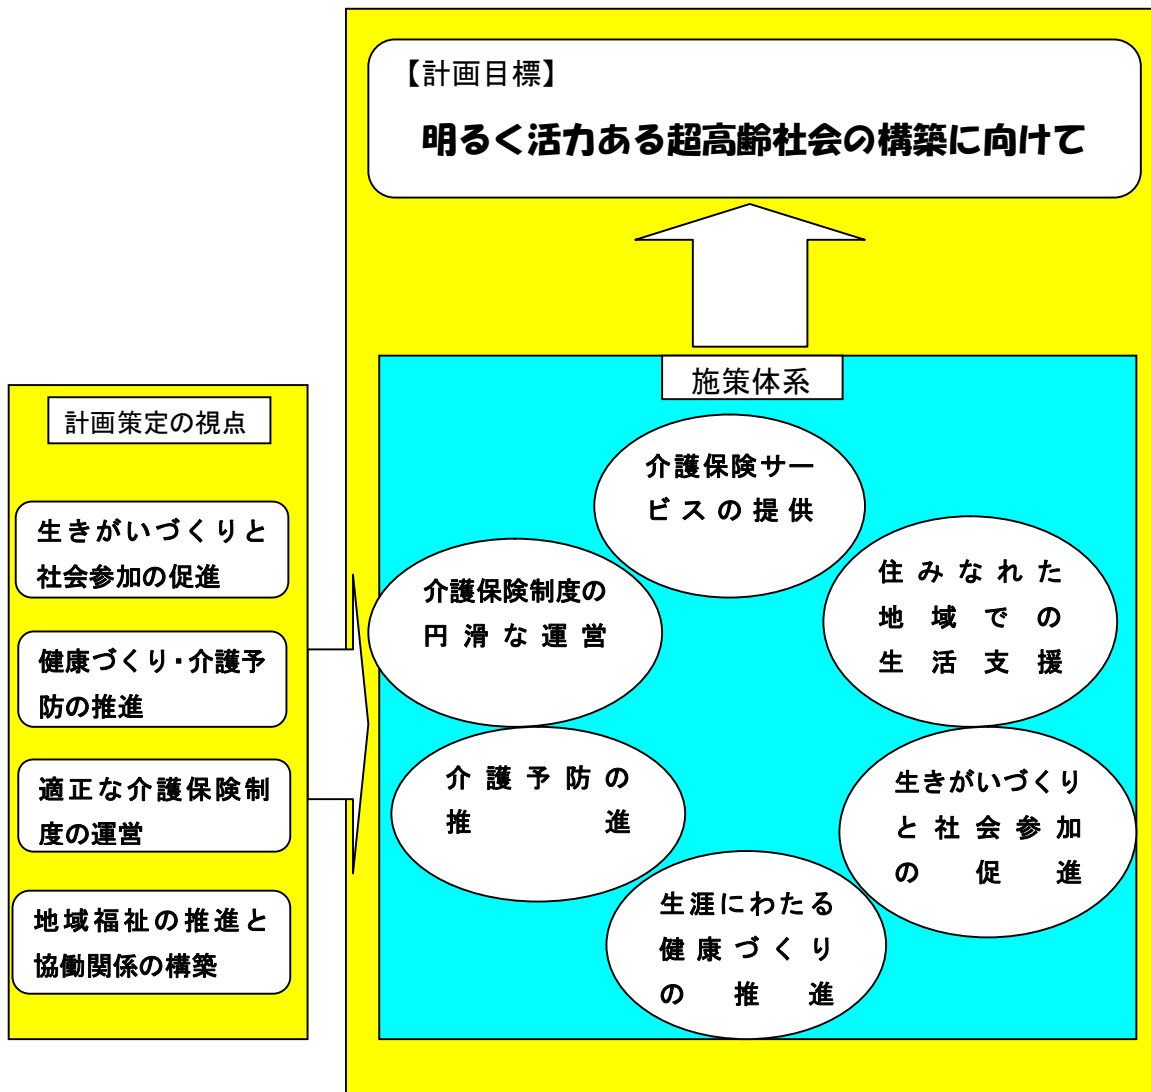 【計画目標】
明るく活力ある超高齢社会の構築に向けて
施策体系
計画策定の視点
生きがいづくりと
社会参加の促進
健康づくり・介護予
防の推進
適正な介護保険制
度の運営
地域福祉の推進と
協働関係の構築
介護保険サー
ビスの提供
住みなれた
地域での
生活支援
生きがいづくり
と社会参加
の促進
生涯にわたる
健康づくり
の推進
介護予防の
推進
介護保険制度の
円滑な運営